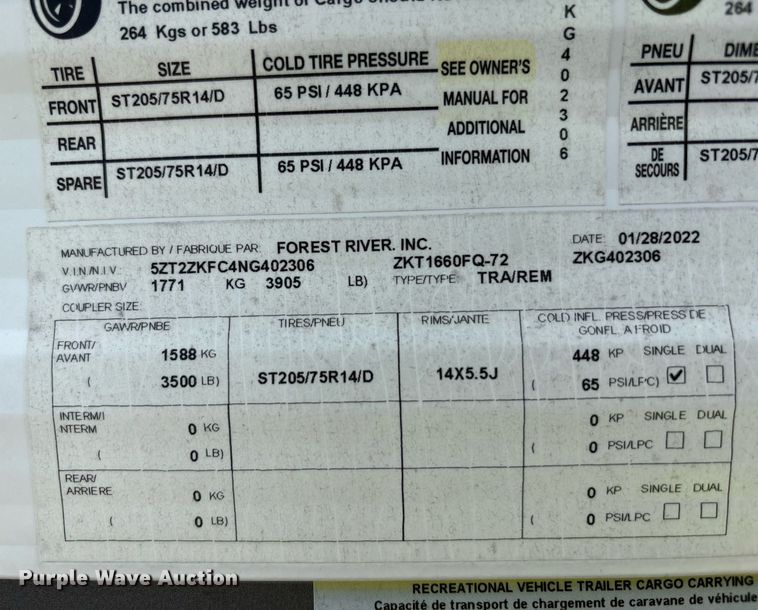 The combined weight of cargo should
264 Kgs or 583 Lbs
264
TIRE SIZE COLD TIRE PRESSURE SEE OWNER'S MANUAL FOR ADDITIONAL INFORMATION
FRONT ST205/75R14/D 65 PSI / 448 KPA
REAR
SPARE ST205/75R14/D 65 PSI / 448 KPA
KG402306
PNEU DIME
AVANT ST205/7
ARRIÈRE
DE SECOURS ST205/7
MANUFACTURED BY / FABRIQUE PAR: FOREST RIVER. INC. DATE: 01/28/2022
V.I.N./N.I.V.: 5ZT2ZKFC4NG402306 ZKT1660FQ-72 ZKG402306
GVWR/PNBV 1771 KG 3905 LB) TYPE/TYPE: TRA/REM
COUPLER SIZE:
GAWR/PNBE TIRES/PNEU RIMS/JANTE COLD INFL. PRESS/PRESS DE GONFL. A FROID
FRONT/ AVANT 1588 KG 448 KP SINGLE DUAL
( 3500 LB) ST205/75R14/D 14X5.5J ( 65 PSI/LPC)
INTERM/I NTERM 0 KG 0 KP SINGLE DUAL
( 0 LB) ( 0 PSI/LPC
REAR/ ARRIERE 0 KG 0 KP SINGLE DUAL
( 0 LB) ( 0 PSI/LPC
Purple Wave Auction
RECREATIONAL VEHICLE TRAILER CARGO CARRYING
Capacité de transport de chargement de caravane de véhicule